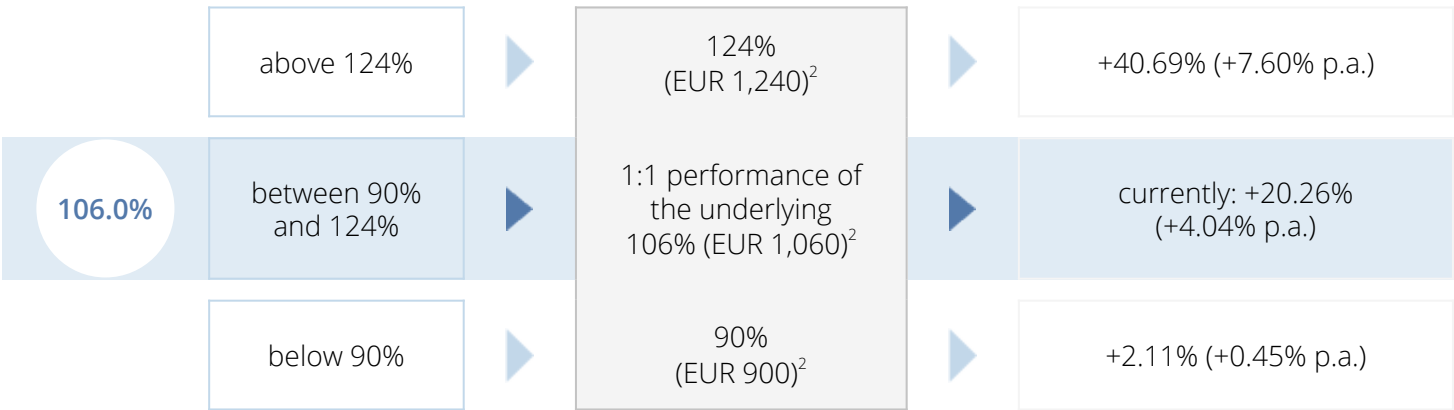 above 124%
124%
(EUR 1,240)²
+40.69% (+7.60% p.a.)
106.0%
between 90%
and 124%
1:1 performance of
the underlying
106% (EUR 1,060)²
currently: +20.26%
(+4.04% p.a.)
below 90%
90%
(EUR 900)²
+2.11% (+0.45% p.a.)